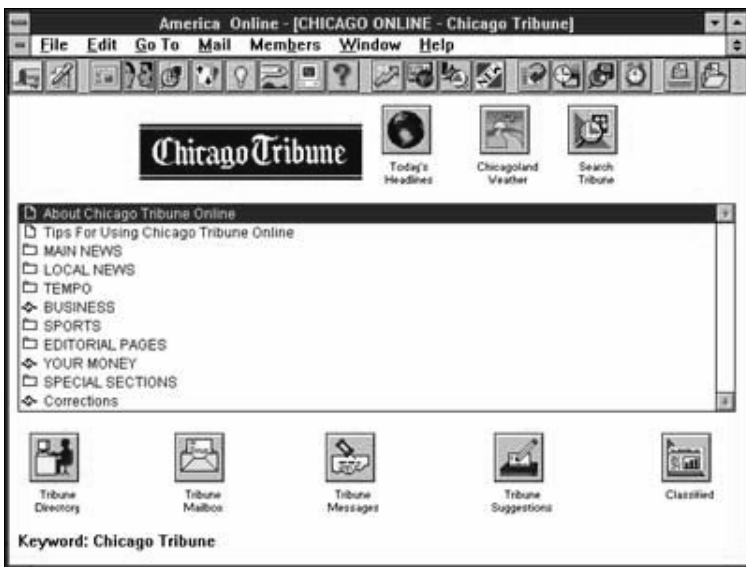 America Online - [CHICAGO ONLINE - Chicago Tribune]
File Edit Go To Mail Members Window Help
Chicago Tribune
Today's Headlines
Chicagoland Weather
Search Tribune
About Chicago Tribune Online
Tips For Using Chicago Tribune Online
MAIN NEWS
LOCAL NEWS
TEMPO
BUSINESS
SPORTS
EDITORIAL PAGES
YOUR MONEY
SPECIAL SECTIONS
Corrections
Tribune Directory
Tribune Mailbox
Tribune Messages
Tribune Suggestions
Classified
Keyword: Chicago Tribune